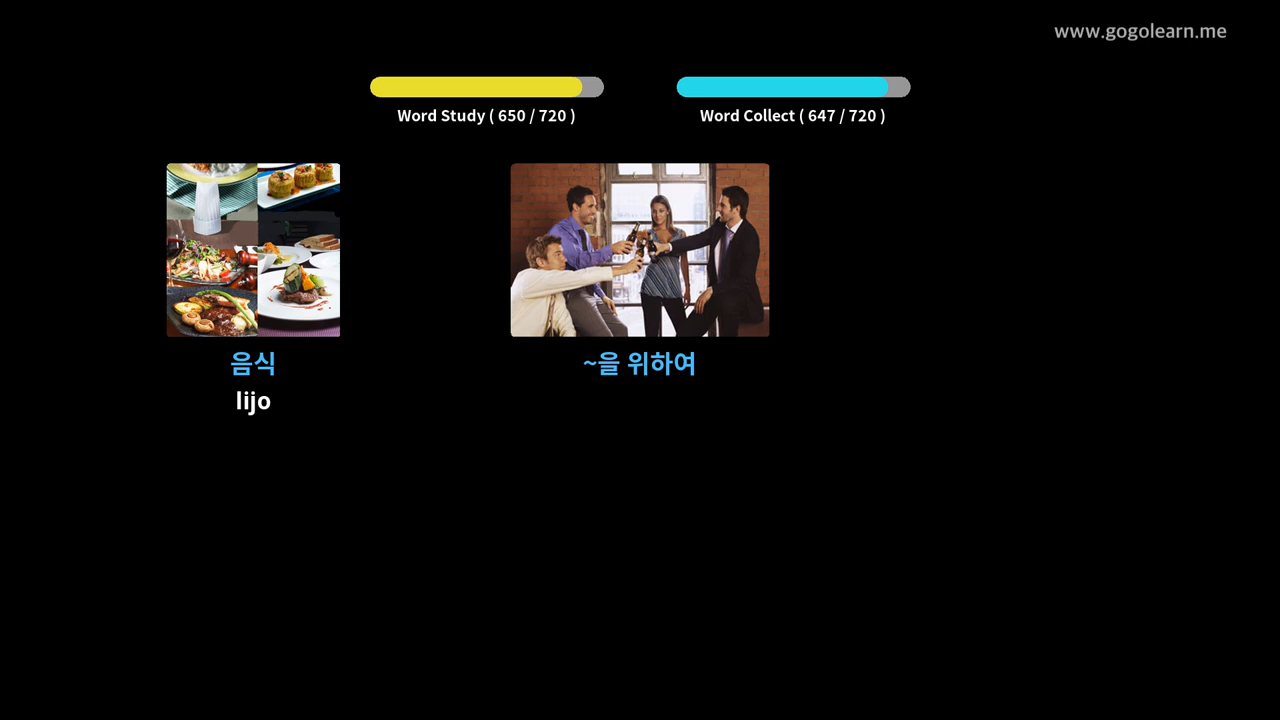 www.gogolearn.me
Word Study ( 650 / 720 )
Word Collect ( 647 / 720 )
음식
lijo
~을 위하여